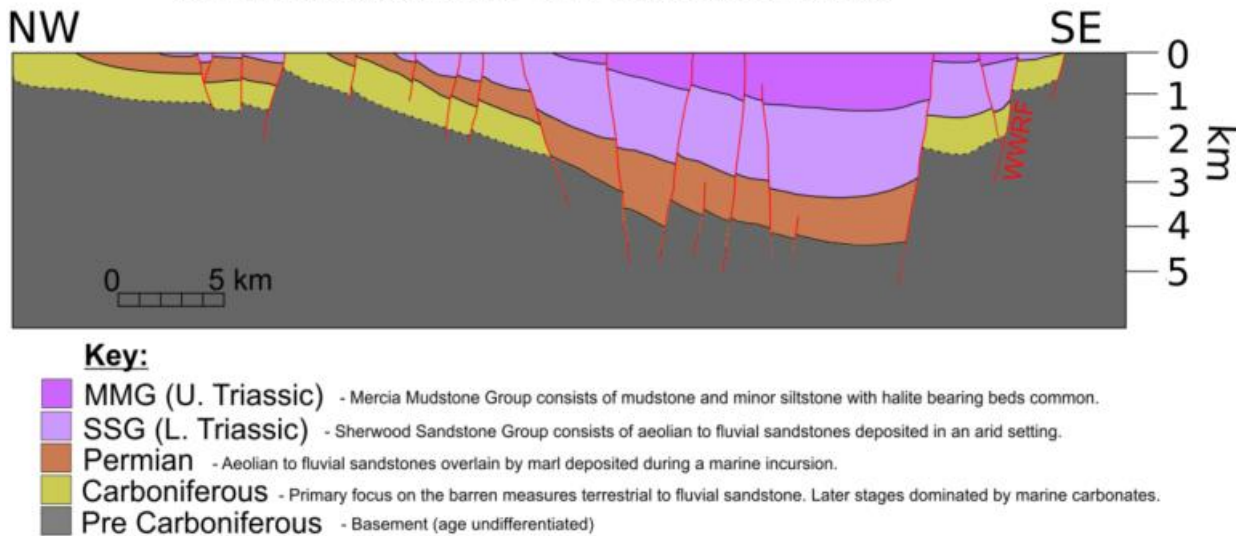 NW SE
0
1
2
3
4
5
km
WWRF
0 5 km
Key:
MMG (U. Triassic) - Mercia Mudstone Group consists of mudstone and minor siltstone with halite bearing beds common.
SSG (L. Triassic) - Sherwood Sandstone Group consists of aeolian to fluvial sandstones deposited in an arid setting.
Permian - Aeolian to fluvial sandstones overlain by marl deposited during a marine incursion.
Carboniferous - Primary focus on the barren measures terrestrial to fluvial sandstone. Later stages dominated by marine carbonates.
Pre Carboniferous - Basement (age undifferentiated)